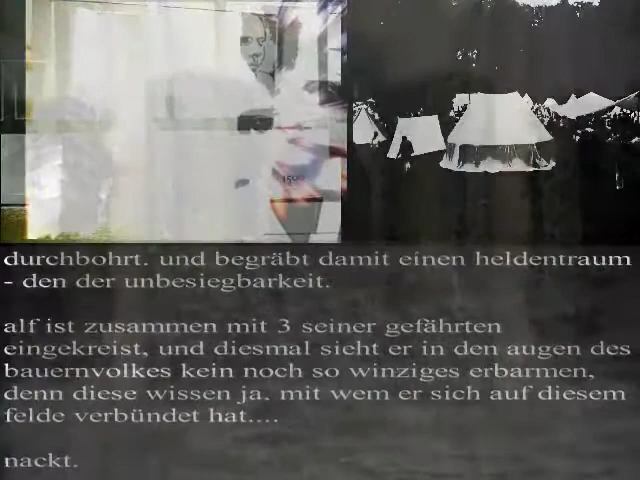 durchbohrt. und begräbt damit einen heldentraum
- den der unbesiegbarkeit.
alf ist zusammen mit 3 seiner gefährten
eingekreist, und diesmal sieht er in den augen des
bauernvolkes kein noch so winziges erbarmen,
denn diese wissen ja. mit wem er sich auf diesem
felde verbündet hat....
nackt.